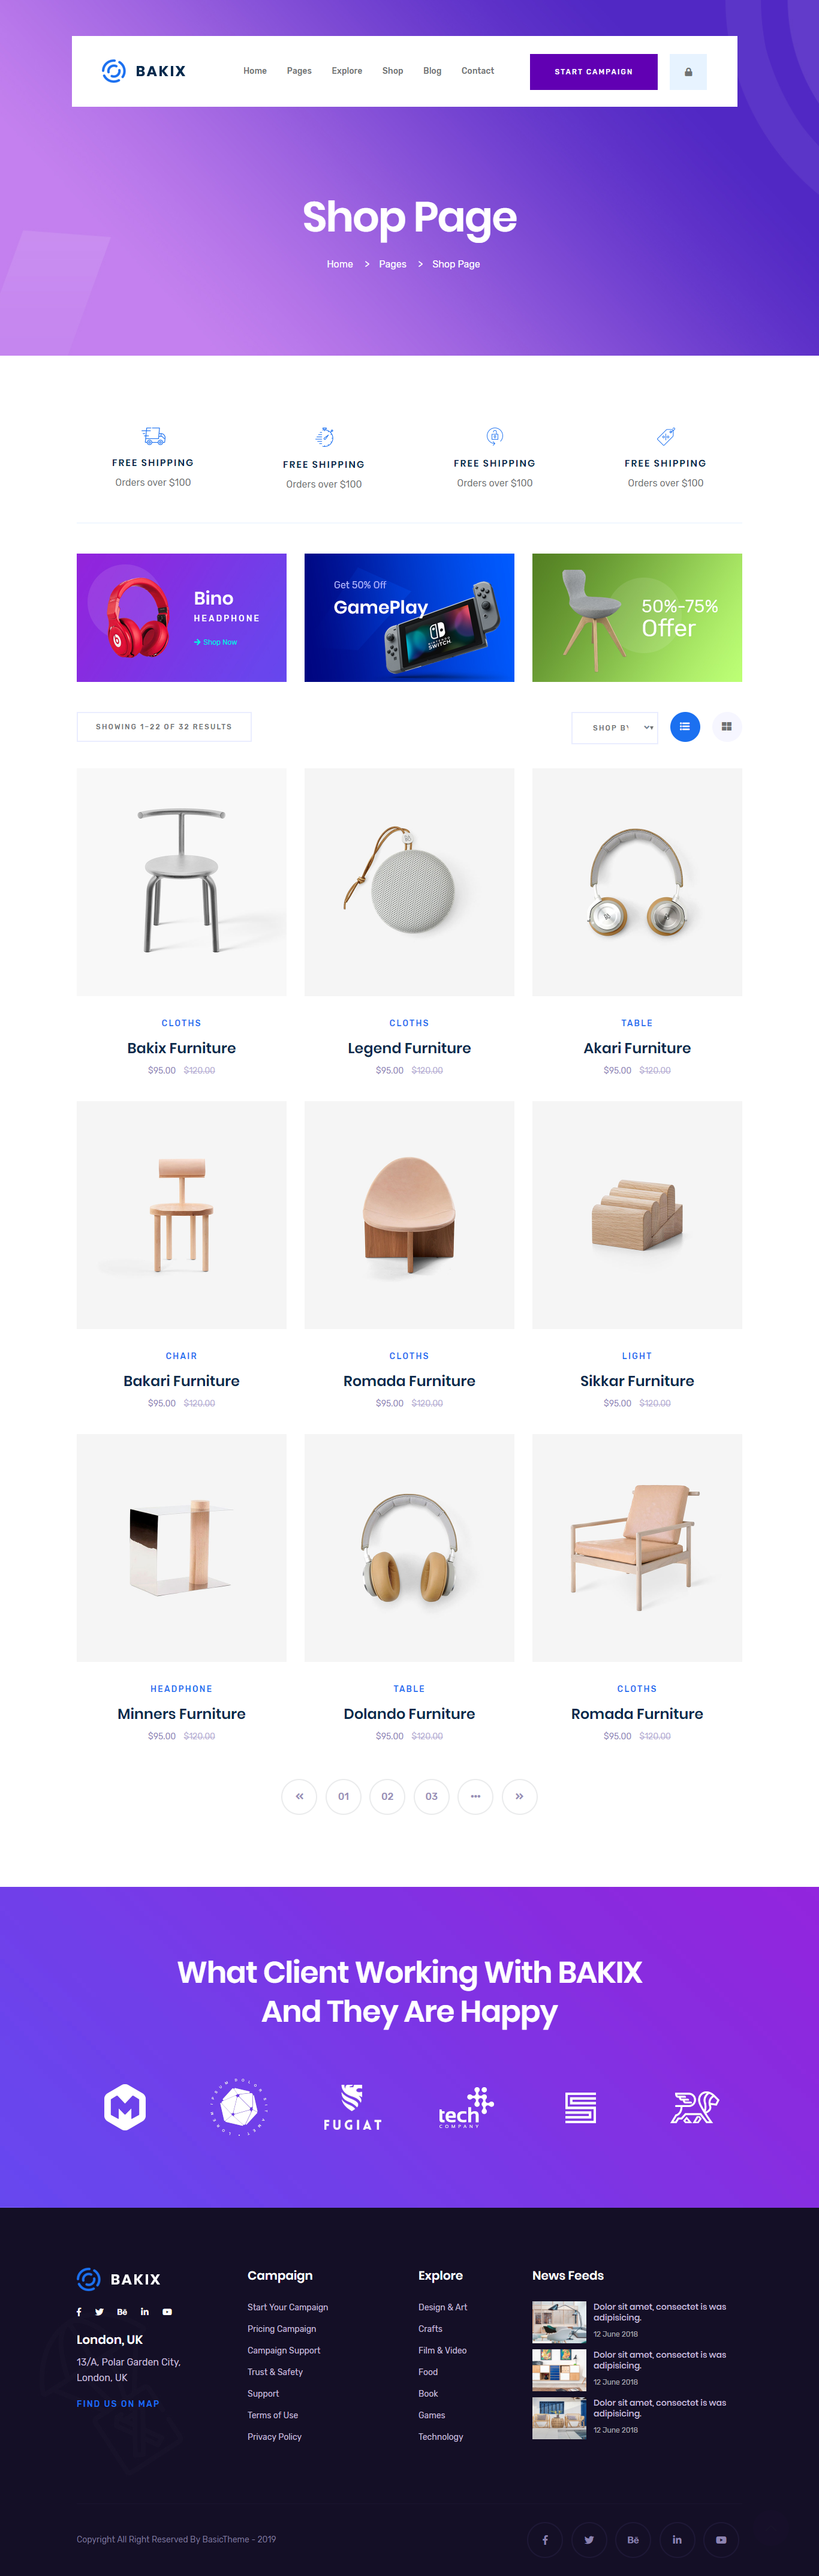 BAKIX
Home Pages Explore Shop Blog Contact
START CAMPAIGN
Shop Page
Home > Pages > Shop Page
FREE SHIPPING
Orders over $100
FREE SHIPPING
Orders over $100
FREE SHIPPING
Orders over $100
FREE SHIPPING
Orders over $100
Bino
HEADPHONE
Shop Now
Get 50% Off
GamePlay
NINTENDO
SWITCH
50%-75%
Offer
SHOWING 1-22 OF 32 RESULTS
SHOP BY
CLOTHS
Bakix Furniture
$95.00 $120.00
CLOTHS
Legend Furniture
$95.00 $120.00
TABLE
Akari Furniture
$95.00 $120.00
CHAIR
Bakari Furniture
$95.00 $120.00
CLOTHS
Romada Furniture
$95.00 $120.00
LIGHT
Sikkar Furniture
$95.00 $120.00
HEADPHONE
Minners Furniture
$95.00 $120.00
TABLE
Dolando Furniture
$95.00 $120.00
CLOTHS
Romada Furniture
$95.00 $120.00
01 02 03
What Client Working With BAKIX
And They Are Happy
FUGIAT
tech
COMPANY
BAKIX
London, UK
13/A, Polar Garden City,
London, UK
FIND US ON MAP
Campaign
Start Your Campaign
Pricing Campaign
Campaign Support
Trust & Safety
Support
Terms of Use
Privacy Policy
Explore
Design & Art
Crafts
Film & Video
Food
Book
Games
Technology
News Feeds
Dolor sit amet, consectet is was
adipisicing.
12 June 2018
Dolor sit amet, consectet is was
adipisicing.
12 June 2018
Dolor sit amet, consectet is was
adipisicing.
12 June 2018
Copyright All Right Reserved By BasicTheme - 2019